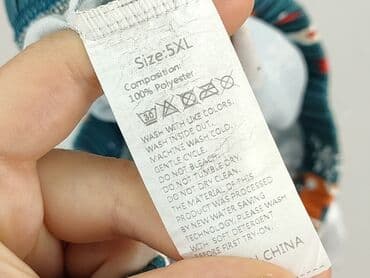 Size:5XL
Composition:
100% Polyester
30
WASH WITH LIKE COLORS.
WASH INSIDE OUT.
MACHINE WASH COLD.
GENTLE CYCLE.
DO NOT BLEACH.
DO NOT TUMBLE DRY.
DO NOT DRY CLEAN.
THE MATERIAL OF THIS
PRODUCT WAS PROCESSED
BY NEW WATER SAVING
TECHNOLOGY. PLEASE WASH
WITH SOFT DETERGENT
BEFORE FIRST TRY-ON.
IN CHINA